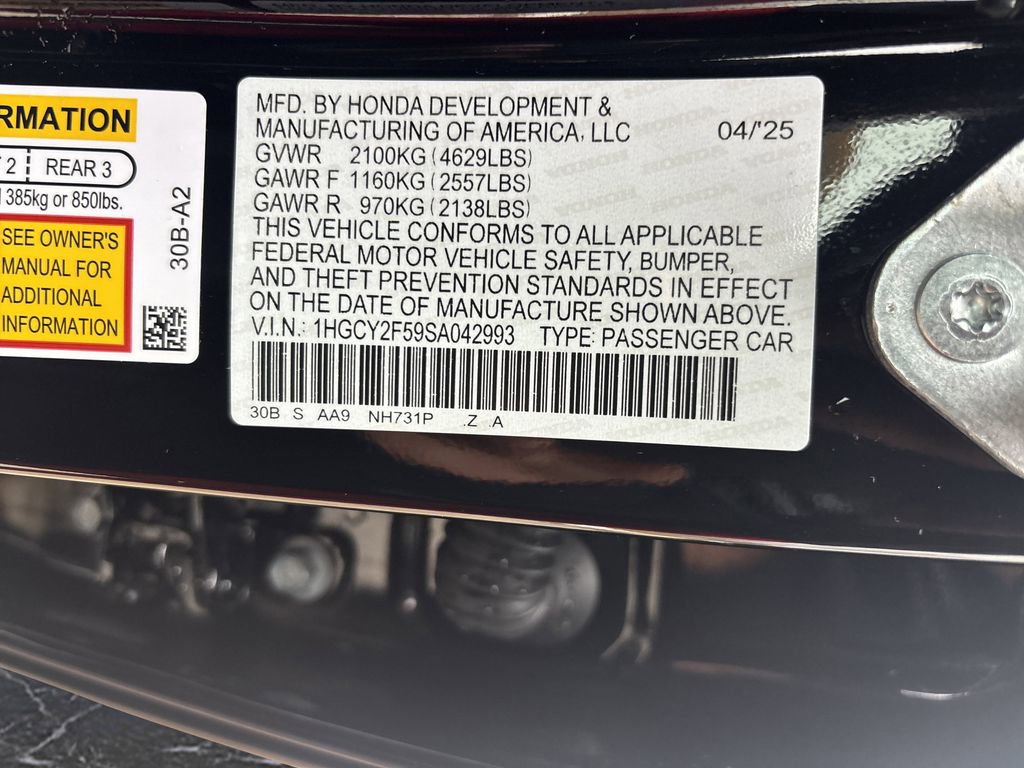 RMATION
2 REAR 3
385kg or 850lbs.
SEE OWNER'S
MANUAL FOR
ADDITIONAL
INFORMATION
30B-A2
MFD. BY HONDA DEVELOPMENT &
MANUFACTURING OF AMERICA, LLC 04/'25
GVWR 2100KG (4629LBS)
GAWR F 1160KG (2557LBS)
GAWR R 970KG (2138LBS)
THIS VEHICLE CONFORMS TO ALL APPLICABLE
FEDERAL MOTOR VEHICLE SAFETY, BUMPER,
AND THEFT PREVENTION STANDARDS IN EFFECT
ON THE DATE OF MANUFACTURE SHOWN ABOVE.
V.I.N.: 1HGCY2F59SA042993 TYPE: PASSENGER CAR
30B S AA9 NH731P .Z .A